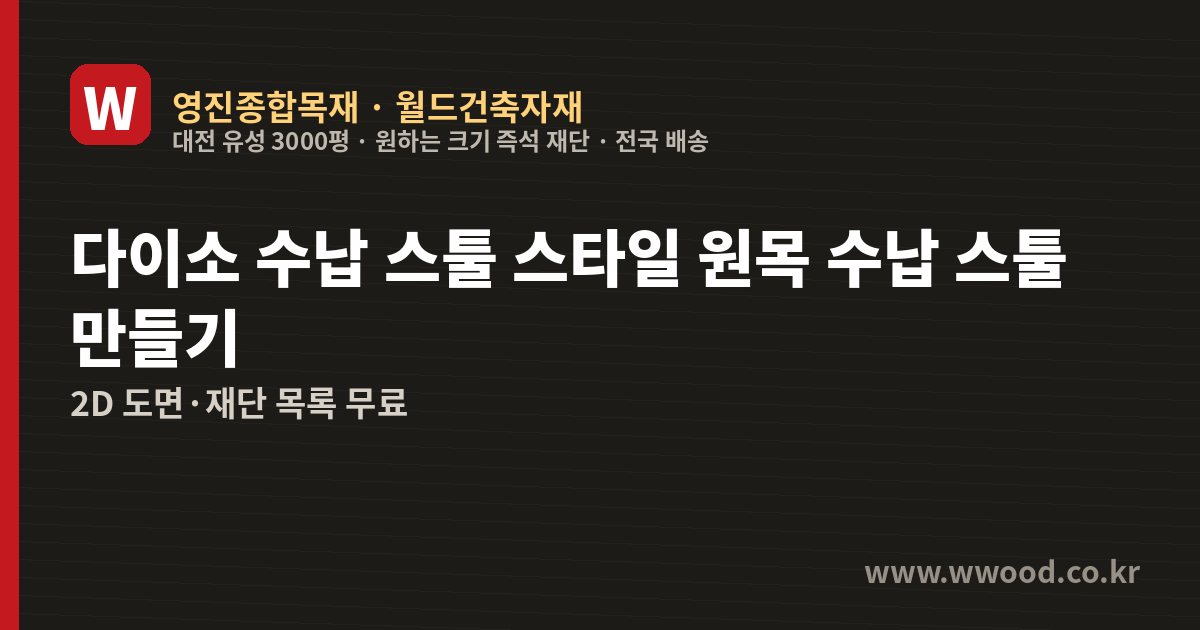 W
영진종합목재 · 월드건축자재
대전 유성 3000평 · 원하는 크기 즉석 재단 · 전국 배송
다이소 수납 스툴 스타일 원목 수납 스툴
만들기
2D 도면·재단 목록 무료
www.wwood.co.kr